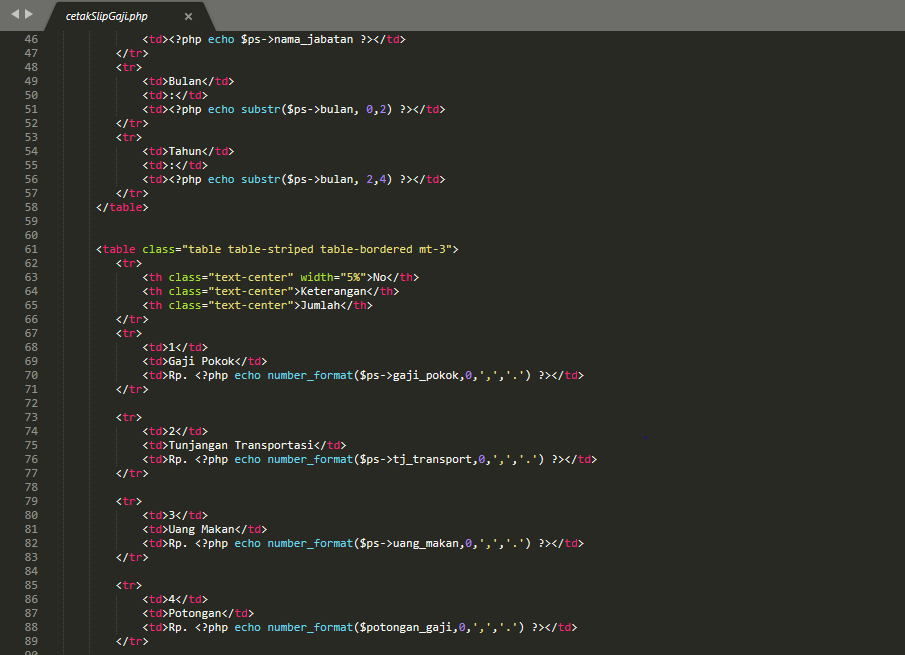 cetakSlipGaji.php ×
46 <td><?php echo $ps->nama_jabatan ?></td>
47 </tr>
48 <tr>
49 <td>Bulan</td>
50 <td>:</td>
51 <td><?php echo substr($ps->bulan, 0,2) ?></td>
52 </tr>
53 <tr>
54 <td>Tahun</td>
55 <td>:</td>
56 <td><?php echo substr($ps->bulan, 2,4) ?></td>
57 </tr>
58 </table>
59
60
61 <table class="table table-striped table-bordered mt-3">
62 <tr>
63 <th class="text-center" width="5%">No</th>
64 <th class="text-center">Keterangan</th>
65 <th class="text-center">Jumlah</th>
66 </tr>
67 <tr>
68 <td>1</td>
69 <td>Gaji Pokok</td>
70 <td>Rp. <?php echo number_format($ps->gaji_pokok,0,',','.') ?></td>
71 </tr>
72
73 <tr>
74 <td>2</td>
75 <td>Tunjangan Transportasi</td>
76 <td>Rp. <?php echo number_format($ps->tj_transport,0,',','.') ?></td>
77 </tr>
78
79 <tr>
80 <td>3</td>
81 <td>Uang Makan</td>
82 <td>Rp. <?php echo number_format($ps->uang_makan,0,',','.') ?></td>
83 </tr>
84
85 <tr>
86 <td>4</td>
87 <td>Potongan</td>
88 <td>Rp. <?php echo number_format($potongan_gaji,0,',','.') ?></td>
89 </tr>
90